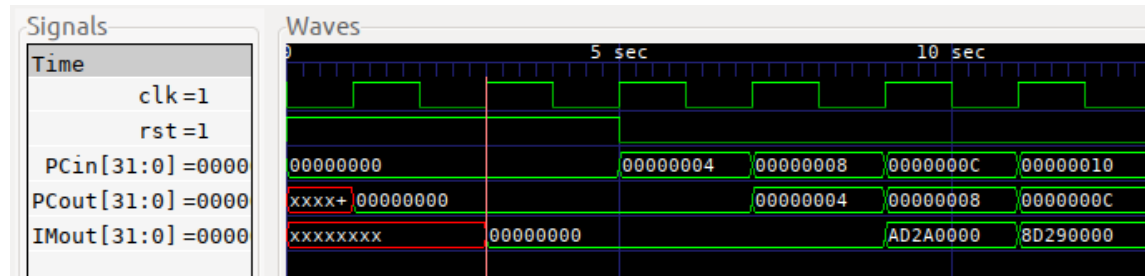 Signals Waves
Time 0 5 sec 10 sec
clk=1
rst=1
PCin[31:0]=0000 00000000 00000004 00000008 0000000C 00000010
PCout[31:0]=0000 xxxx+ 00000000 00000004 00000008 0000000C
IMout[31:0]=0000 xxxxxxxx 00000000 AD2A0000 8D290000